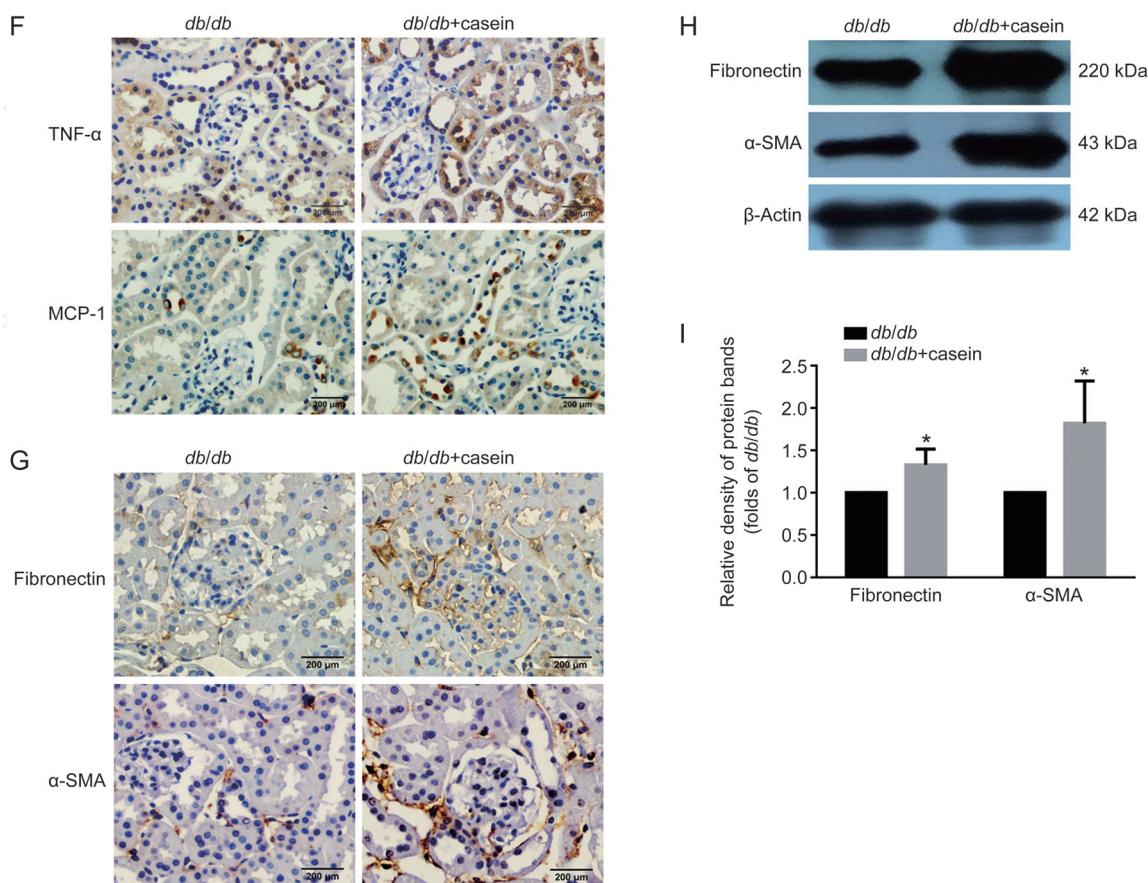 F
db/db
db/db+casein
TNF-α
200 µm
200 µm
MCP-1
200 µm
200 µm
G
db/db
db/db+casein
Fibronectin
200 µm
200 µm
α-SMA
200 µm
200 µm
H
db/db
db/db+casein
Fibronectin
220 kDa
α-SMA
43 kDa
β-Actin
42 kDa
I
db/db
db/db+casein
Relative density of protein bands
(folds of db/db)
2.5
2.0
1.5
1.0
0.5
0.0
*
*
Fibronectin
α-SMA